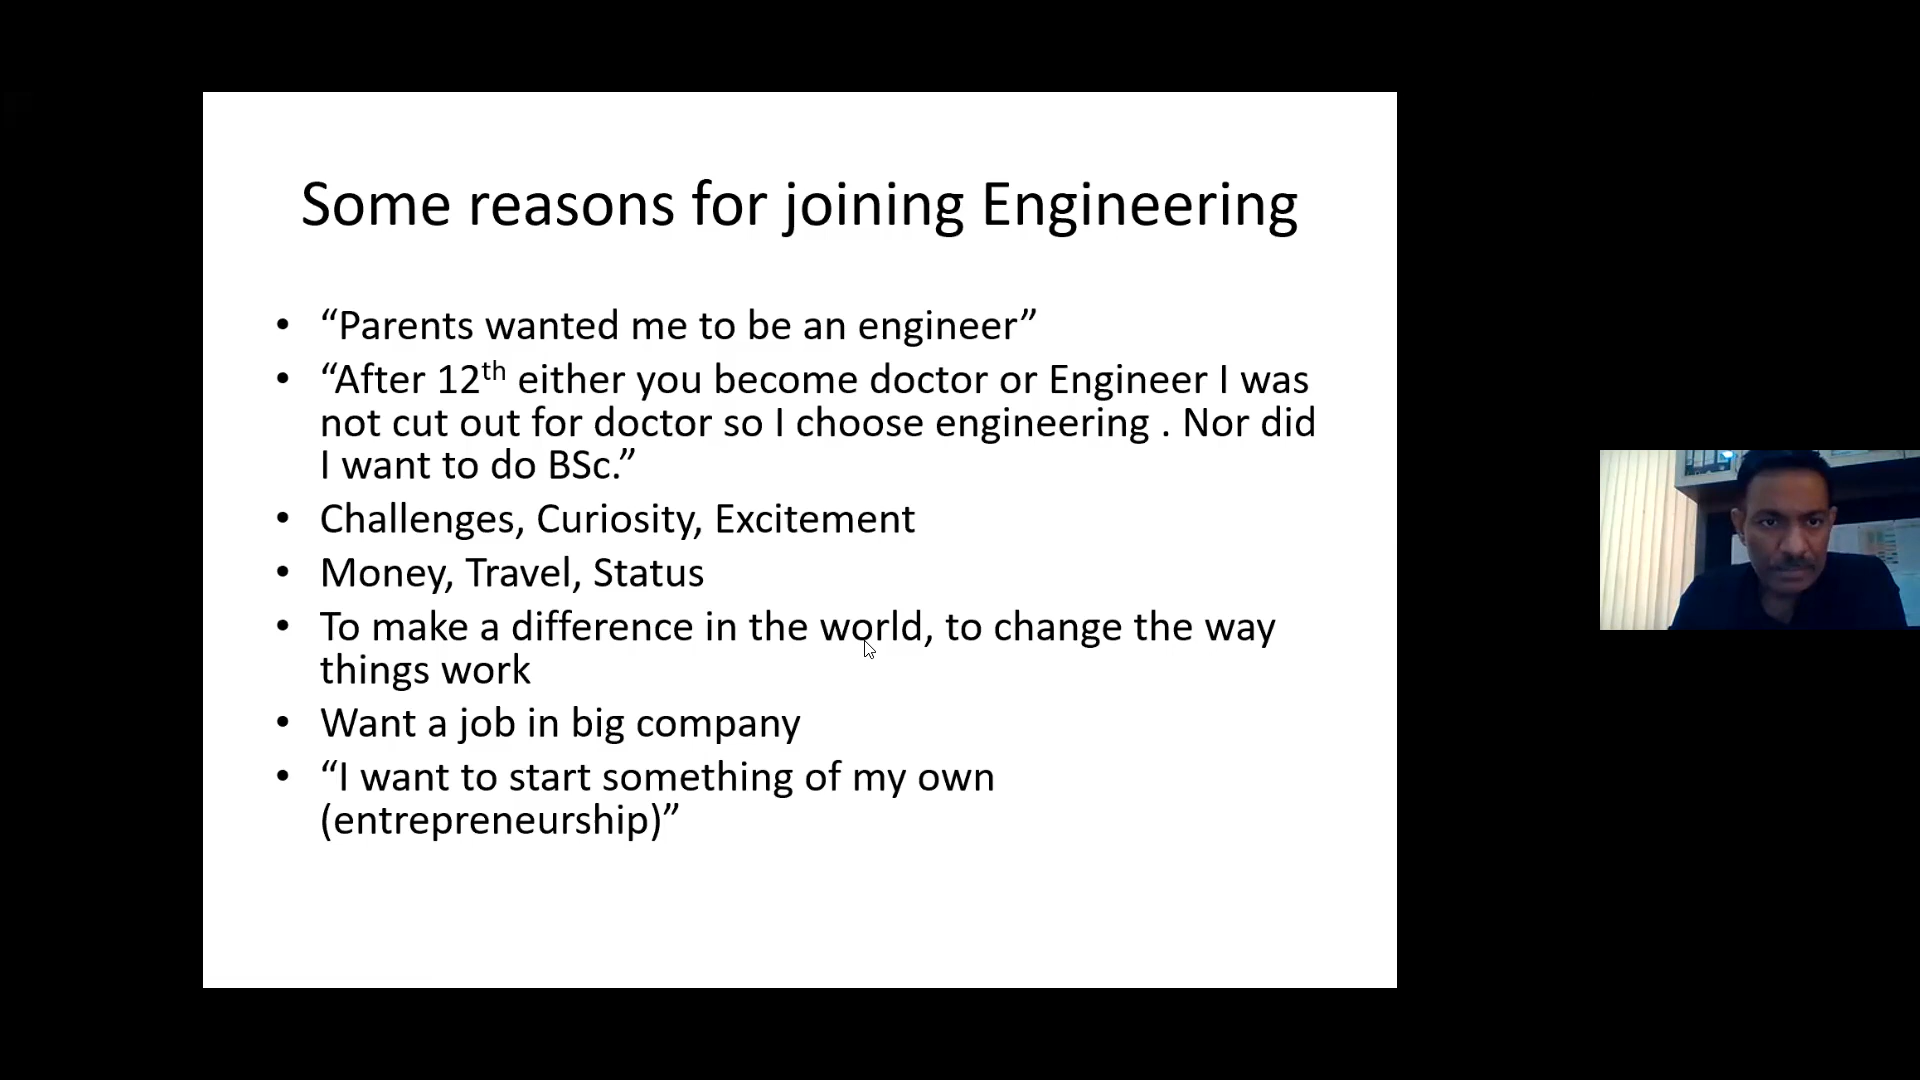 Some reasons for joining Engineering
• “Parents wanted me to be an engineer”
• “After 12th either you become doctor or Engineer I was
not cut out for doctor so I choose engineering . Nor did
I want to do BSc.”
• Challenges, Curiosity, Excitement
• Money, Travel, Status
• To make a difference in the world, to change the way
things work
• Want a job in big company
• “I want to start something of my own
(entrepreneurship)”